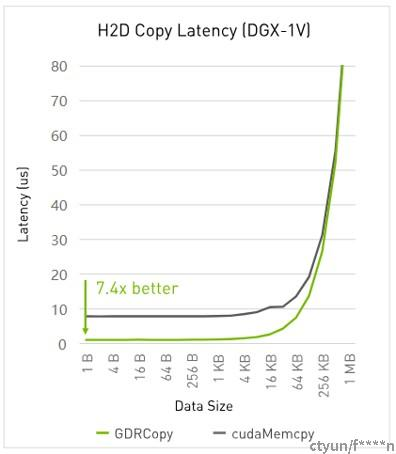 H2D Copy Latency (DGX-1V)
80
70
60
50
40
30
20
10
0
Latency (us)
7.4x better
1 B
4 B
16 B
64 B
256 B
1 KB
4 KB
16 KB
64 KB
256 KB
1 MB
Data Size
GDRCopy
cudaMemcpy
ctyun/f****n